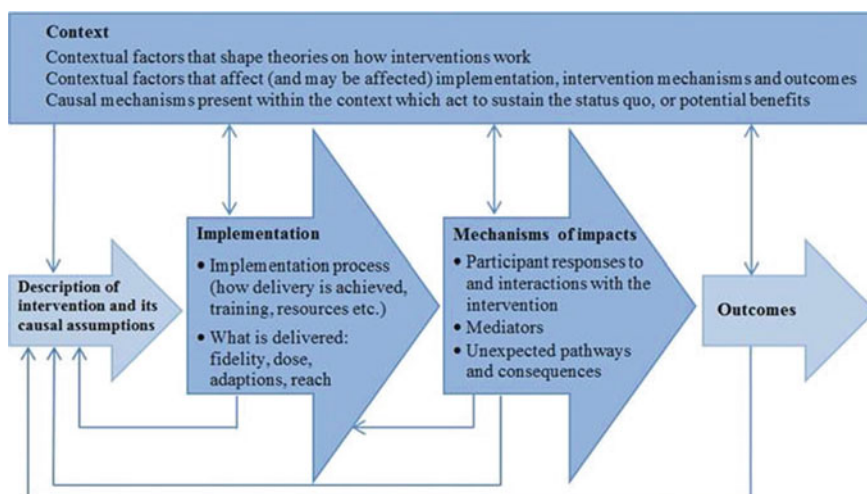 Context
Contextual factors that shape theories on how interventions work
Contextual factors that affect (and may be affected) implementation, intervention mechanisms and outcomes
Causal mechanisms present within the context which act to sustain the status quo, or potential benefits
Description of
intervention and its
causal assumptions
Implementation
• Implementation process
(how delivery is achieved,
training, resources etc.)
• What is delivered:
fidelity, dose,
adaptions, reach
Mechanisms of impacts
• Participant responses to
and interactions with the
intervention
• Mediators
• Unexpected pathways
and consequences
Outcomes